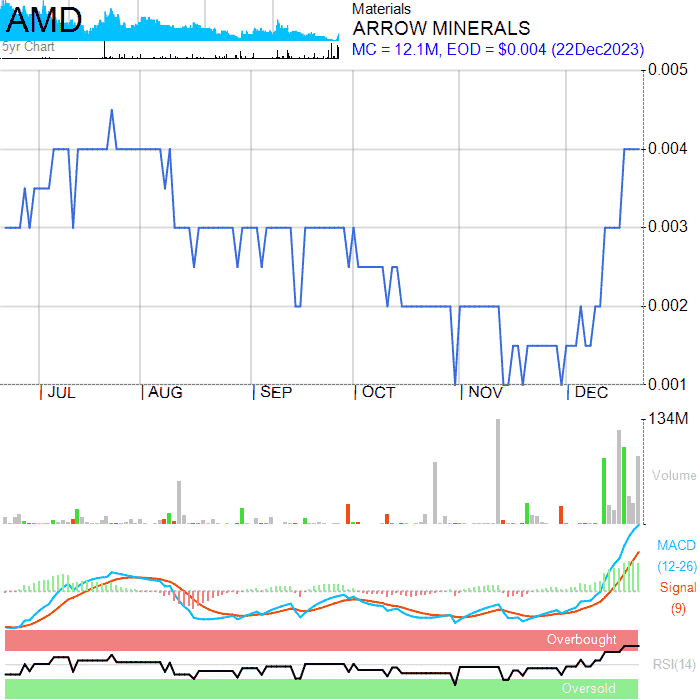 AMD
5yr Chart
Materials
ARROW MINERALS
MC = 12.1M, EOD = $0.004 (22Dec2023)
0.005
0.004
0.003
0.002
0.001
JUL AUG SEP OCT NOV DEC
134M
Volume
MACD
(12-26)
Signal
(9)
Overbought
RSI(14)
Oversold